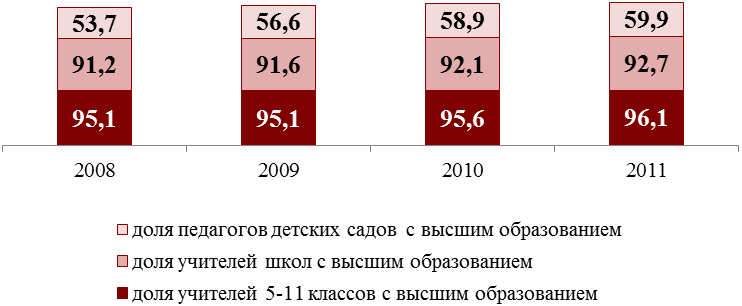 53,7 56,6 58,9 59,9
91,2 91,6 92,1 92,7
95,1 95,1 95,6 96,1
2008 2009 2010 2011
доля педагогов детских садов с высшим образованием
доля учителей школ с высшим образованием
доля учителей 5-11 классов с высшим образованием